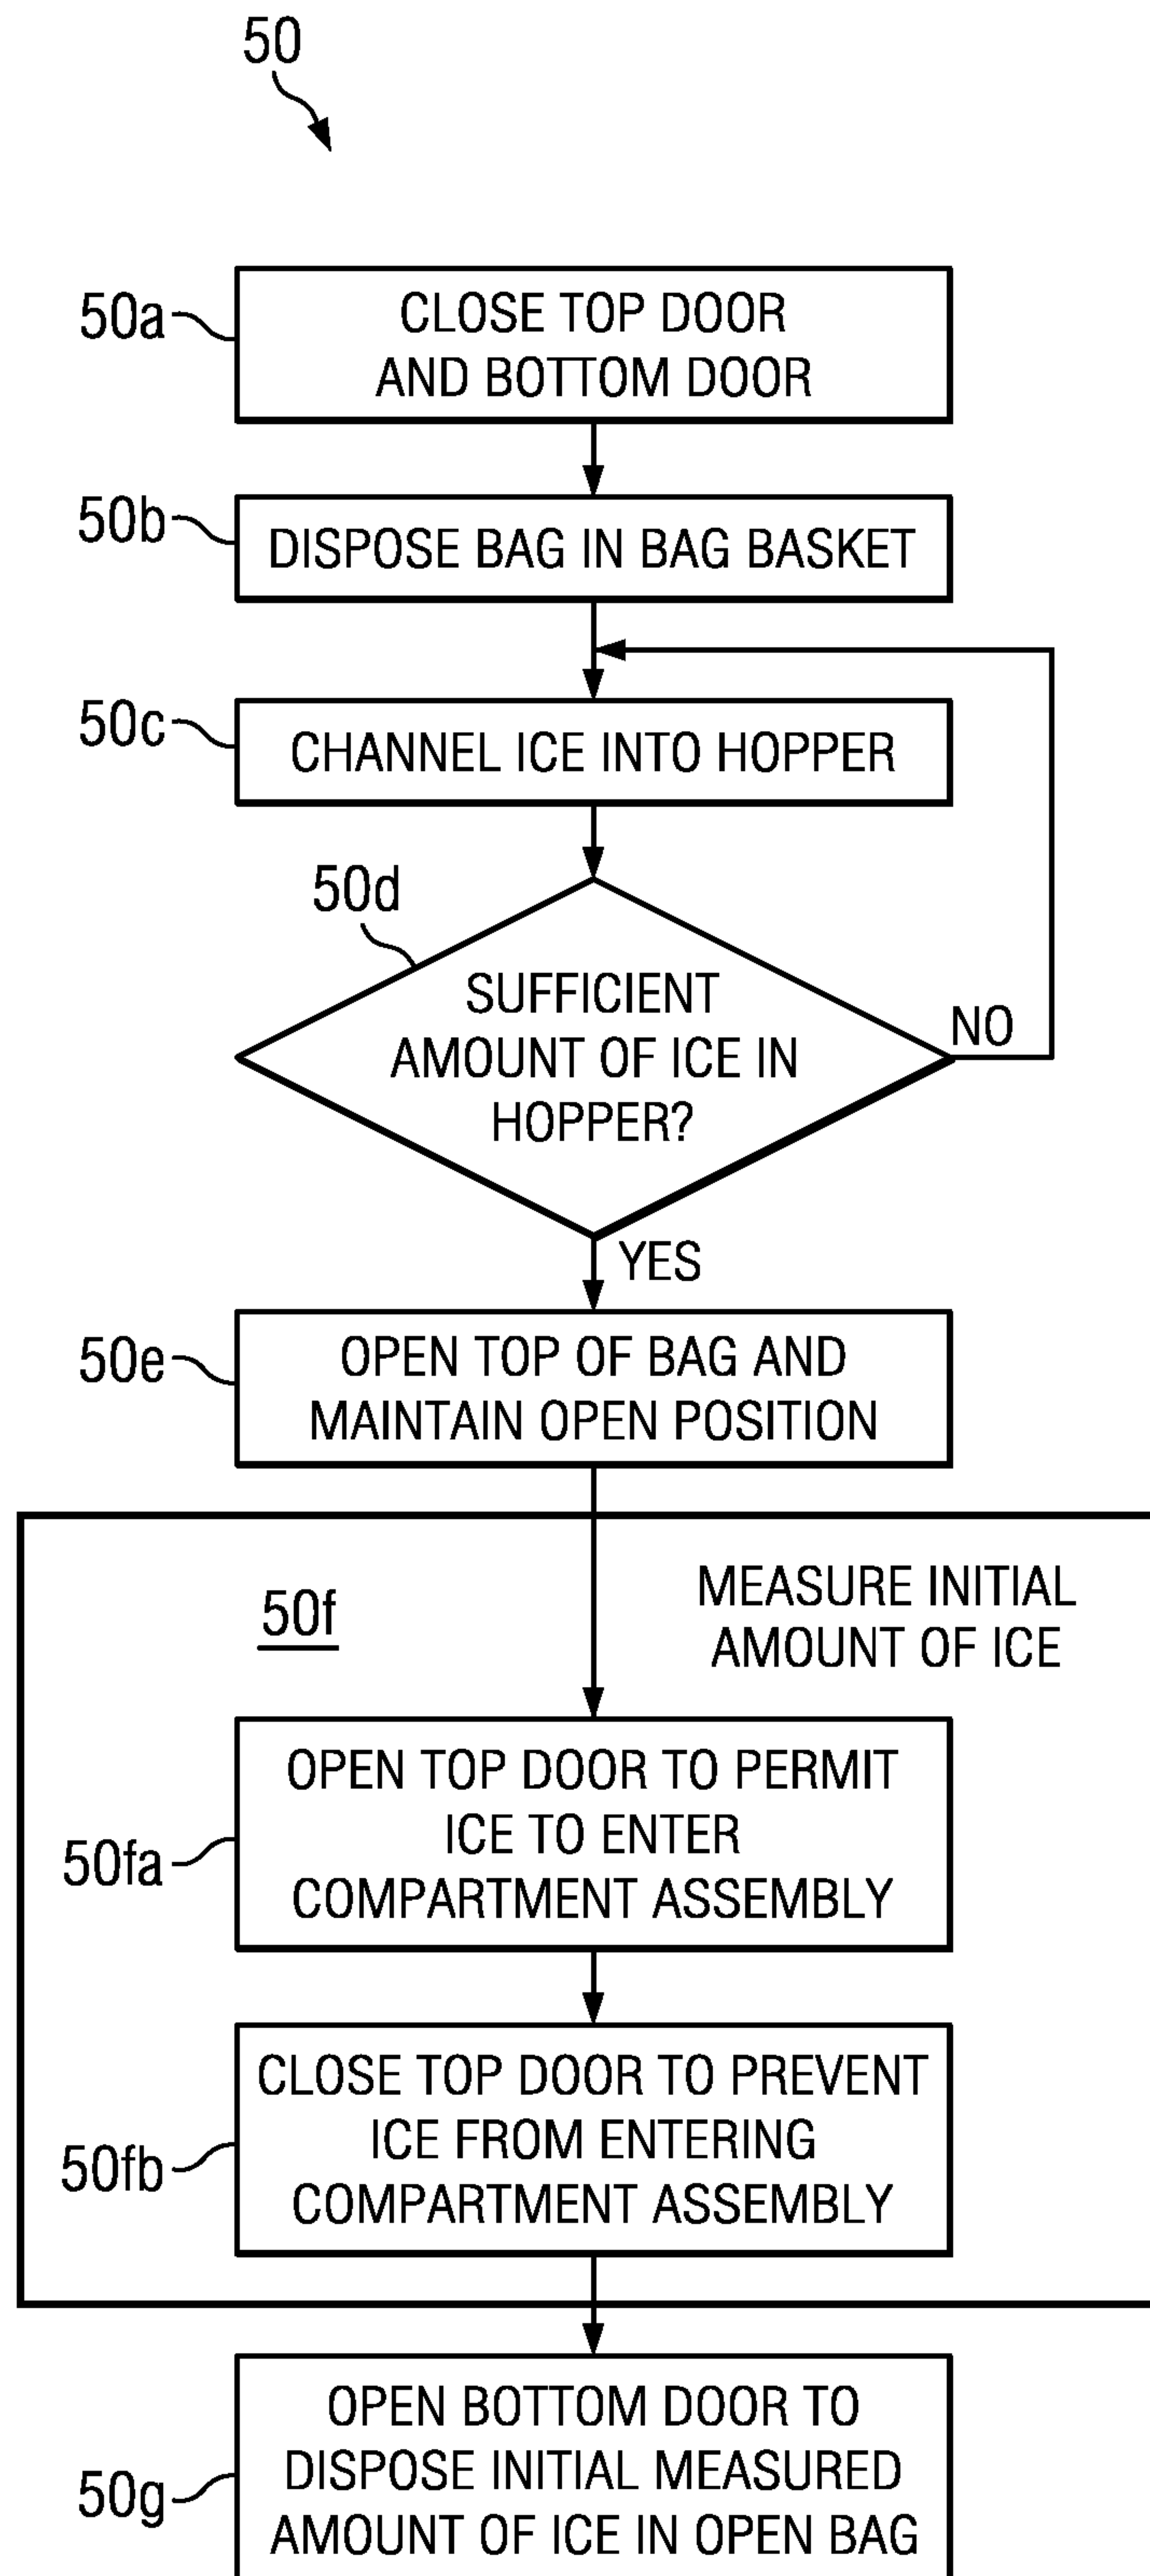 50
50a
CLOSE TOP DOOR
AND BOTTOM DOOR
50b
DISPOSE BAG IN BAG BASKET
50c
CHANNEL ICE INTO HOPPER
50d
SUFFICIENT
AMOUNT OF ICE IN
HOPPER?
NO
YES
50e
OPEN TOP OF BAG AND
MAINTAIN OPEN POSITION
50f
MEASURE INITIAL
AMOUNT OF ICE
50fa
OPEN TOP DOOR TO PERMIT
ICE TO ENTER
COMPARTMENT ASSEMBLY
50fb
CLOSE TOP DOOR TO PREVENT
ICE FROM ENTERING
COMPARTMENT ASSEMBLY
50g
OPEN BOTTOM DOOR TO
DISPOSE INITIAL MEASURED
AMOUNT OF ICE IN OPEN BAG